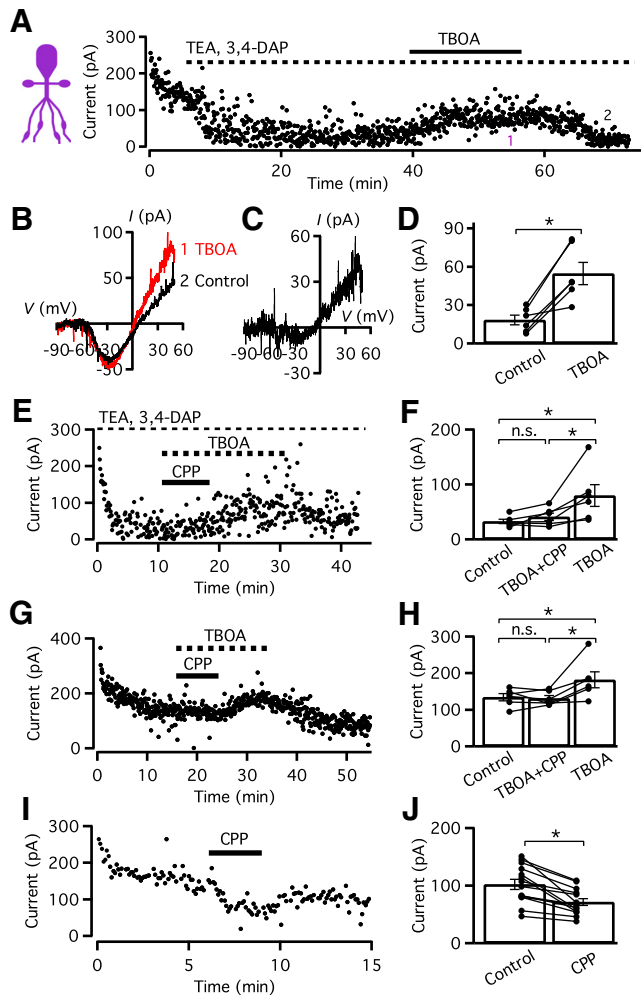 A
Current (pA)
300
200
100
0
TEA, 3,4-DAP
TBOA
1
2
0
20
40
60
Time (min)
B
I (pA)
100
50
-50
1 TBOA
2 Control
V (mV)
-90 -60 -30 30 60
C
I (pA)
60
30
-30
V (mV)
-90 -60 -30 30 60
D
Current (pA)
90
60
30
0
*
Control
TBOA
E
TEA, 3,4-DAP
TBOA
CPP
Current (pA)
300
200
100
0
0 10 20 30 40
Time (min)
F
Current (pA)
200
100
50
0
*
n.s.
*
Control
TBOA+CPP
TBOA
G
TBOA
CPP
Current (pA)
400
200
0
0 10 20 30 40 50
Time (min)
H
Current (pA)
300
200
100
0
*
n.s.
*
Control
TBOA+CPP
TBOA
I
CPP
Current (pA)
300
200
100
0
0 5 10 15
Time (min)
J
Current (pA)
200
100
0
*
Control
CPP